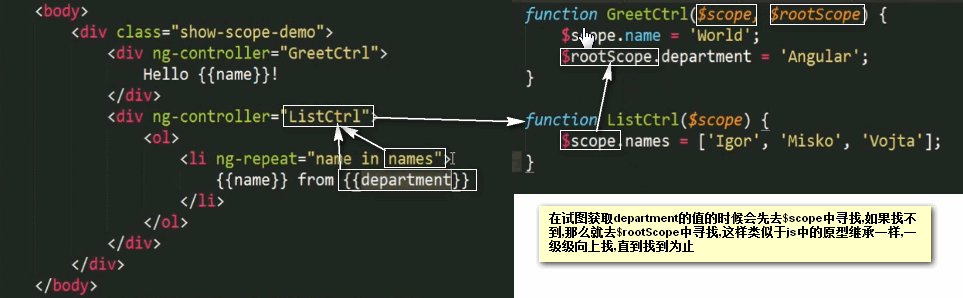 <body>
<div class="show-scope-demo">
<div ng-controller="GreetCtrl">
Hello {{name}}!
</div>
<div ng-controller="ListCtrl">
<ol>
<li ng-repeat="name in names">
{{name}} from {{department}}
</li>
</ol>
</div>
</div>
</body>
function GreetCtrl($scope, $rootScope) {
$scope.name = 'World';
$rootScope.department = 'Angular';
}
function ListCtrl($scope) {
$scope.names = ['Igor', 'Misko', 'Vojta'];
}
在试图获取department的值的时候会先去$scope中寻找,如果找不
到,那么就去$rootScope中寻找,这样类似于js中的原型继承一样,一
级级向上找,直到找到为止